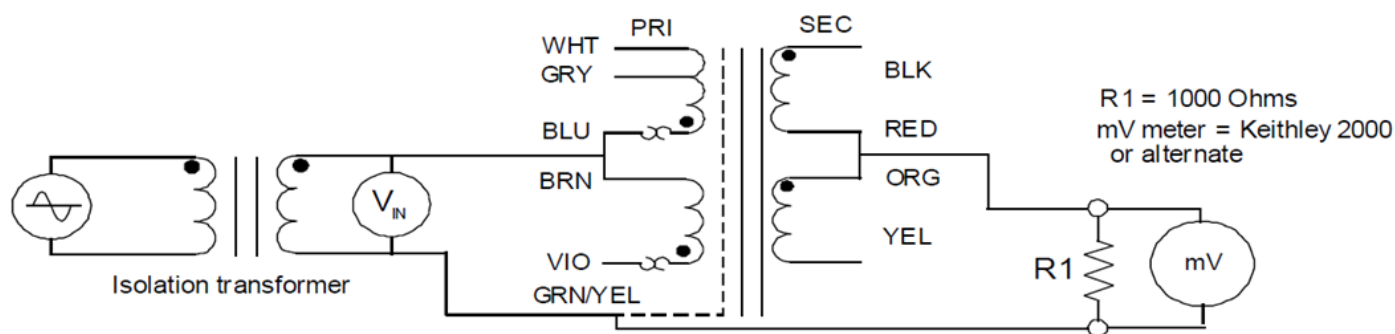 PRI
SEC
WHT
GRY
BLK
BLU
RED
BRN
ORG
VIO
YEL
GRN/YEL
VIN
Isolation transformer
R1 = 1000 Ohms
mV meter = Keithley 2000
or alternate
R1
mV